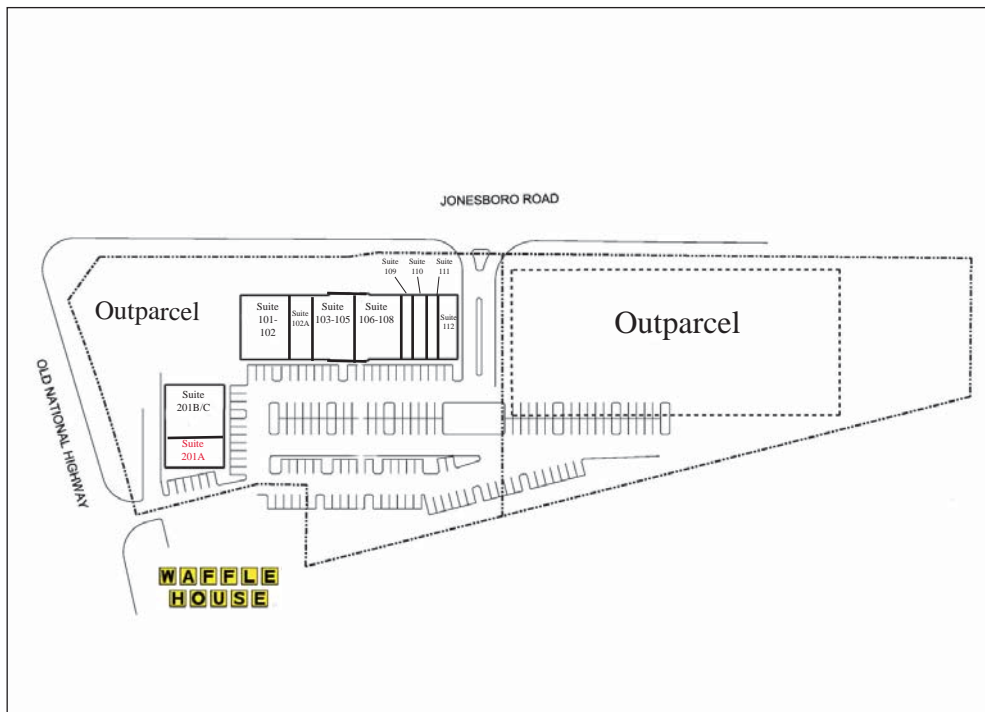 JONESBORO ROAD
Suite
109
Suite
110
Suite
111
Outparcel
Suite
101-
102
Suite
102A
Suite
103-105
Suite
106-108
Suite
112
Outparcel
OLD NATIONAL HIGHWAY
Suite
201B/C
Suite
201A
WAFFLE
HOUSE